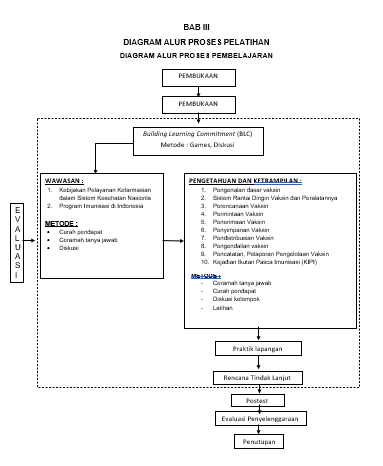 BAB III
DIAGRAM ALUR PROSES PELATIHAN
DIAGRAM ALUR PROSES PEMBELAJARAN
PEMBUKAAN
PEMBUKAAN
Building Learning Commitment (BLC)
Metode : Games, Diskusi
EVALUASI
WAWASAN :
1. Kebijakan Pelayanan Kefarmasian
dalam Sistem Kesehatan Nasional
2. Program Imunisasi di Indonesia
METODE :
• Curah pendapat
• Ceramah tanya jawab
• Diskusi
PENGETAHUAN DAN KETRAMPILAN :
1. Pengenalan dasar vaksin
2. Sistem Rantai Dingin Vaksin dan Peralatannya
3. Perencanaan Vaksin
4. Permintaan Vaksin
5. Penerimaan Vaksin
6. Penyimpanan Vaksin
7. Pendistribusian Vaksin
8. Pengendalian vaksin
9. Pencatatan, Pelaporan Pengelolaan Vaksin
10. Kejadian Ikutan Pasca Imunisasi (KIPI)
METODE :
- Ceramah tanya jawab
- Curah pendapat
- Diskusi kelompok
- Latihan
Praktik lapangan
Rencana Tindak Lanjut
Postest
Evaluasi Penyelenggaraan
Penutupan